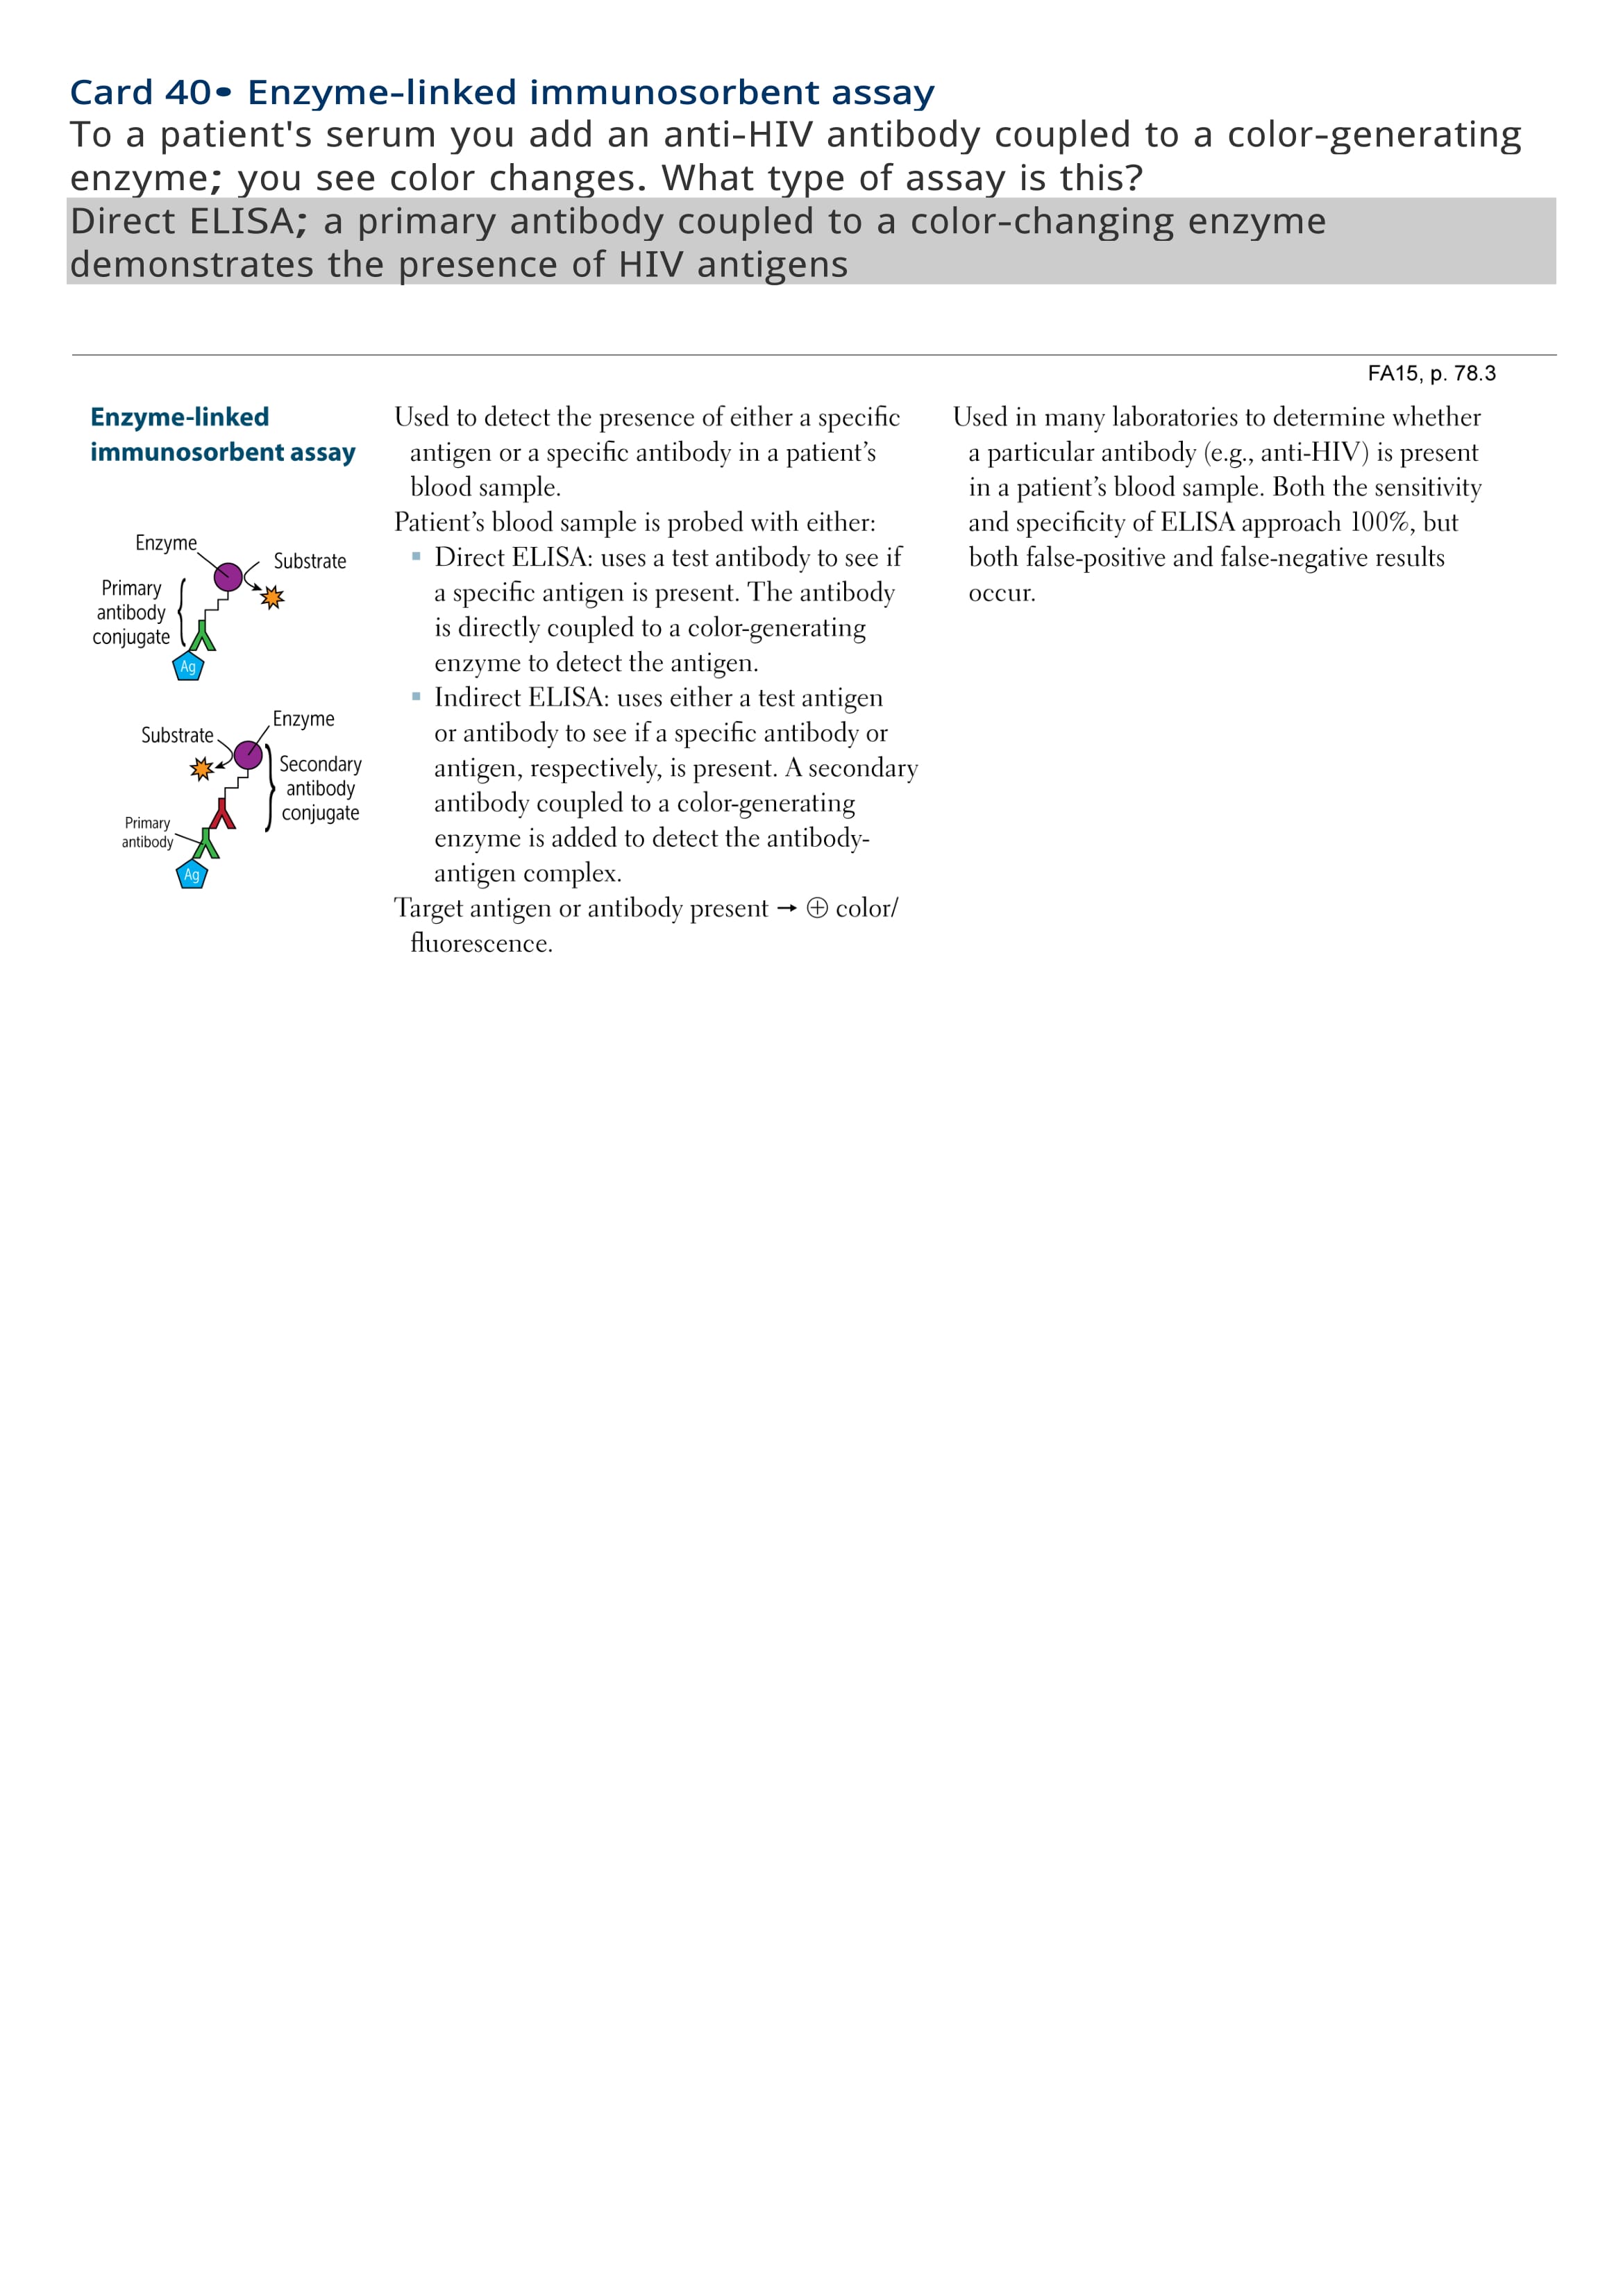 Card 40• Enzyme-linked immunosorbent assay
To a patient's serum you add an anti-HIV antibody coupled to a color-generating
enzyme; you see color changes. What type of assay is this?
Direct ELISA; a primary antibody coupled to a color-changing enzyme
demonstrates the presence of HIV antigens
FA15, p. 78.3
Enzyme-linked
immunosorbent assay
Enzyme
Substrate
Primary
antibody
conjugate
Ag
Enzyme
Substrate
Secondary
antibody
conjugate
Primary
antibody
Ag
Used to detect the presence of either a specific
antigen or a specific antibody in a patient’s
blood sample.
Patient’s blood sample is probed with either:
▪ Direct ELISA: uses a test antibody to see if
a specific antigen is present. The antibody
is directly coupled to a color-generating
enzyme to detect the antigen.
▪ Indirect ELISA: uses either a test antigen
or antibody to see if a specific antibody or
antigen, respectively, is present. A secondary
antibody coupled to a color-generating
enzyme is added to detect the antibody-
antigen complex.
Target antigen or antibody present → ⊕ color/
fluorescence.
Used in many laboratories to determine whether
a particular antibody (e.g., anti-HIV) is present
in a patient’s blood sample. Both the sensitivity
and specificity of ELISA approach 100%, but
both false-positive and false-negative results
occur.